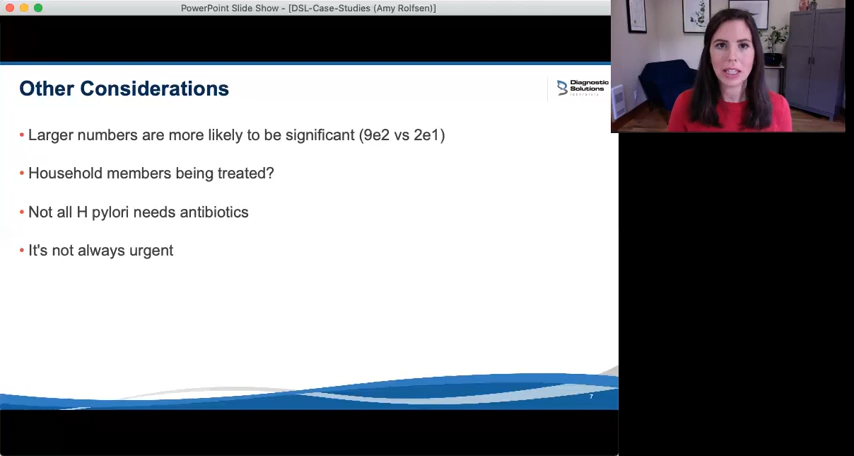 PowerPoint Slide Show - [DSL-Case-Studies (Amy Rolfsen)]
Other Considerations
Diagnostic
Solutions
• Larger numbers are more likely to be significant (9e2 vs 2e1)
• Household members being treated?
• Not all H pylori needs antibiotics
• It's not always urgent
7